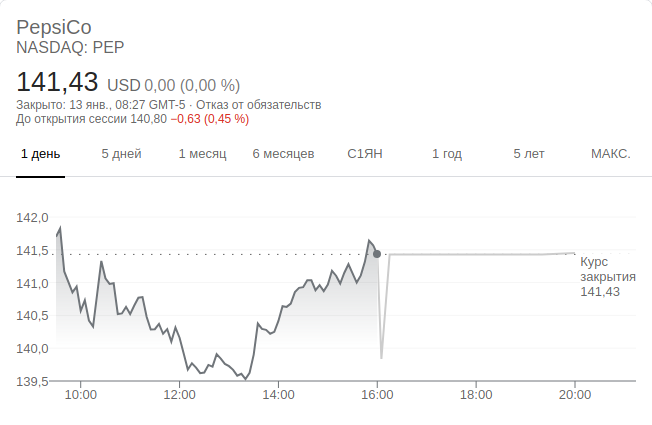 PepsiCo
NASDAQ: PEP
141,43 USD 0,00 (0,00 %)
Закрыто: 13 янв., 08:27 GMT-5 · Отказ от обязательств
До открытия сессии 140,80 −0,63 (0,45 %)
1 день 5 дней 1 месяц 6 месяцев С1ЯН 1 год 5 лет МАКС.
142,0
141,5
Курс
закрытия
141,43
141,0
140,5
140,0
139,5
10:00 12:00 14:00 16:00 18:00 20:00